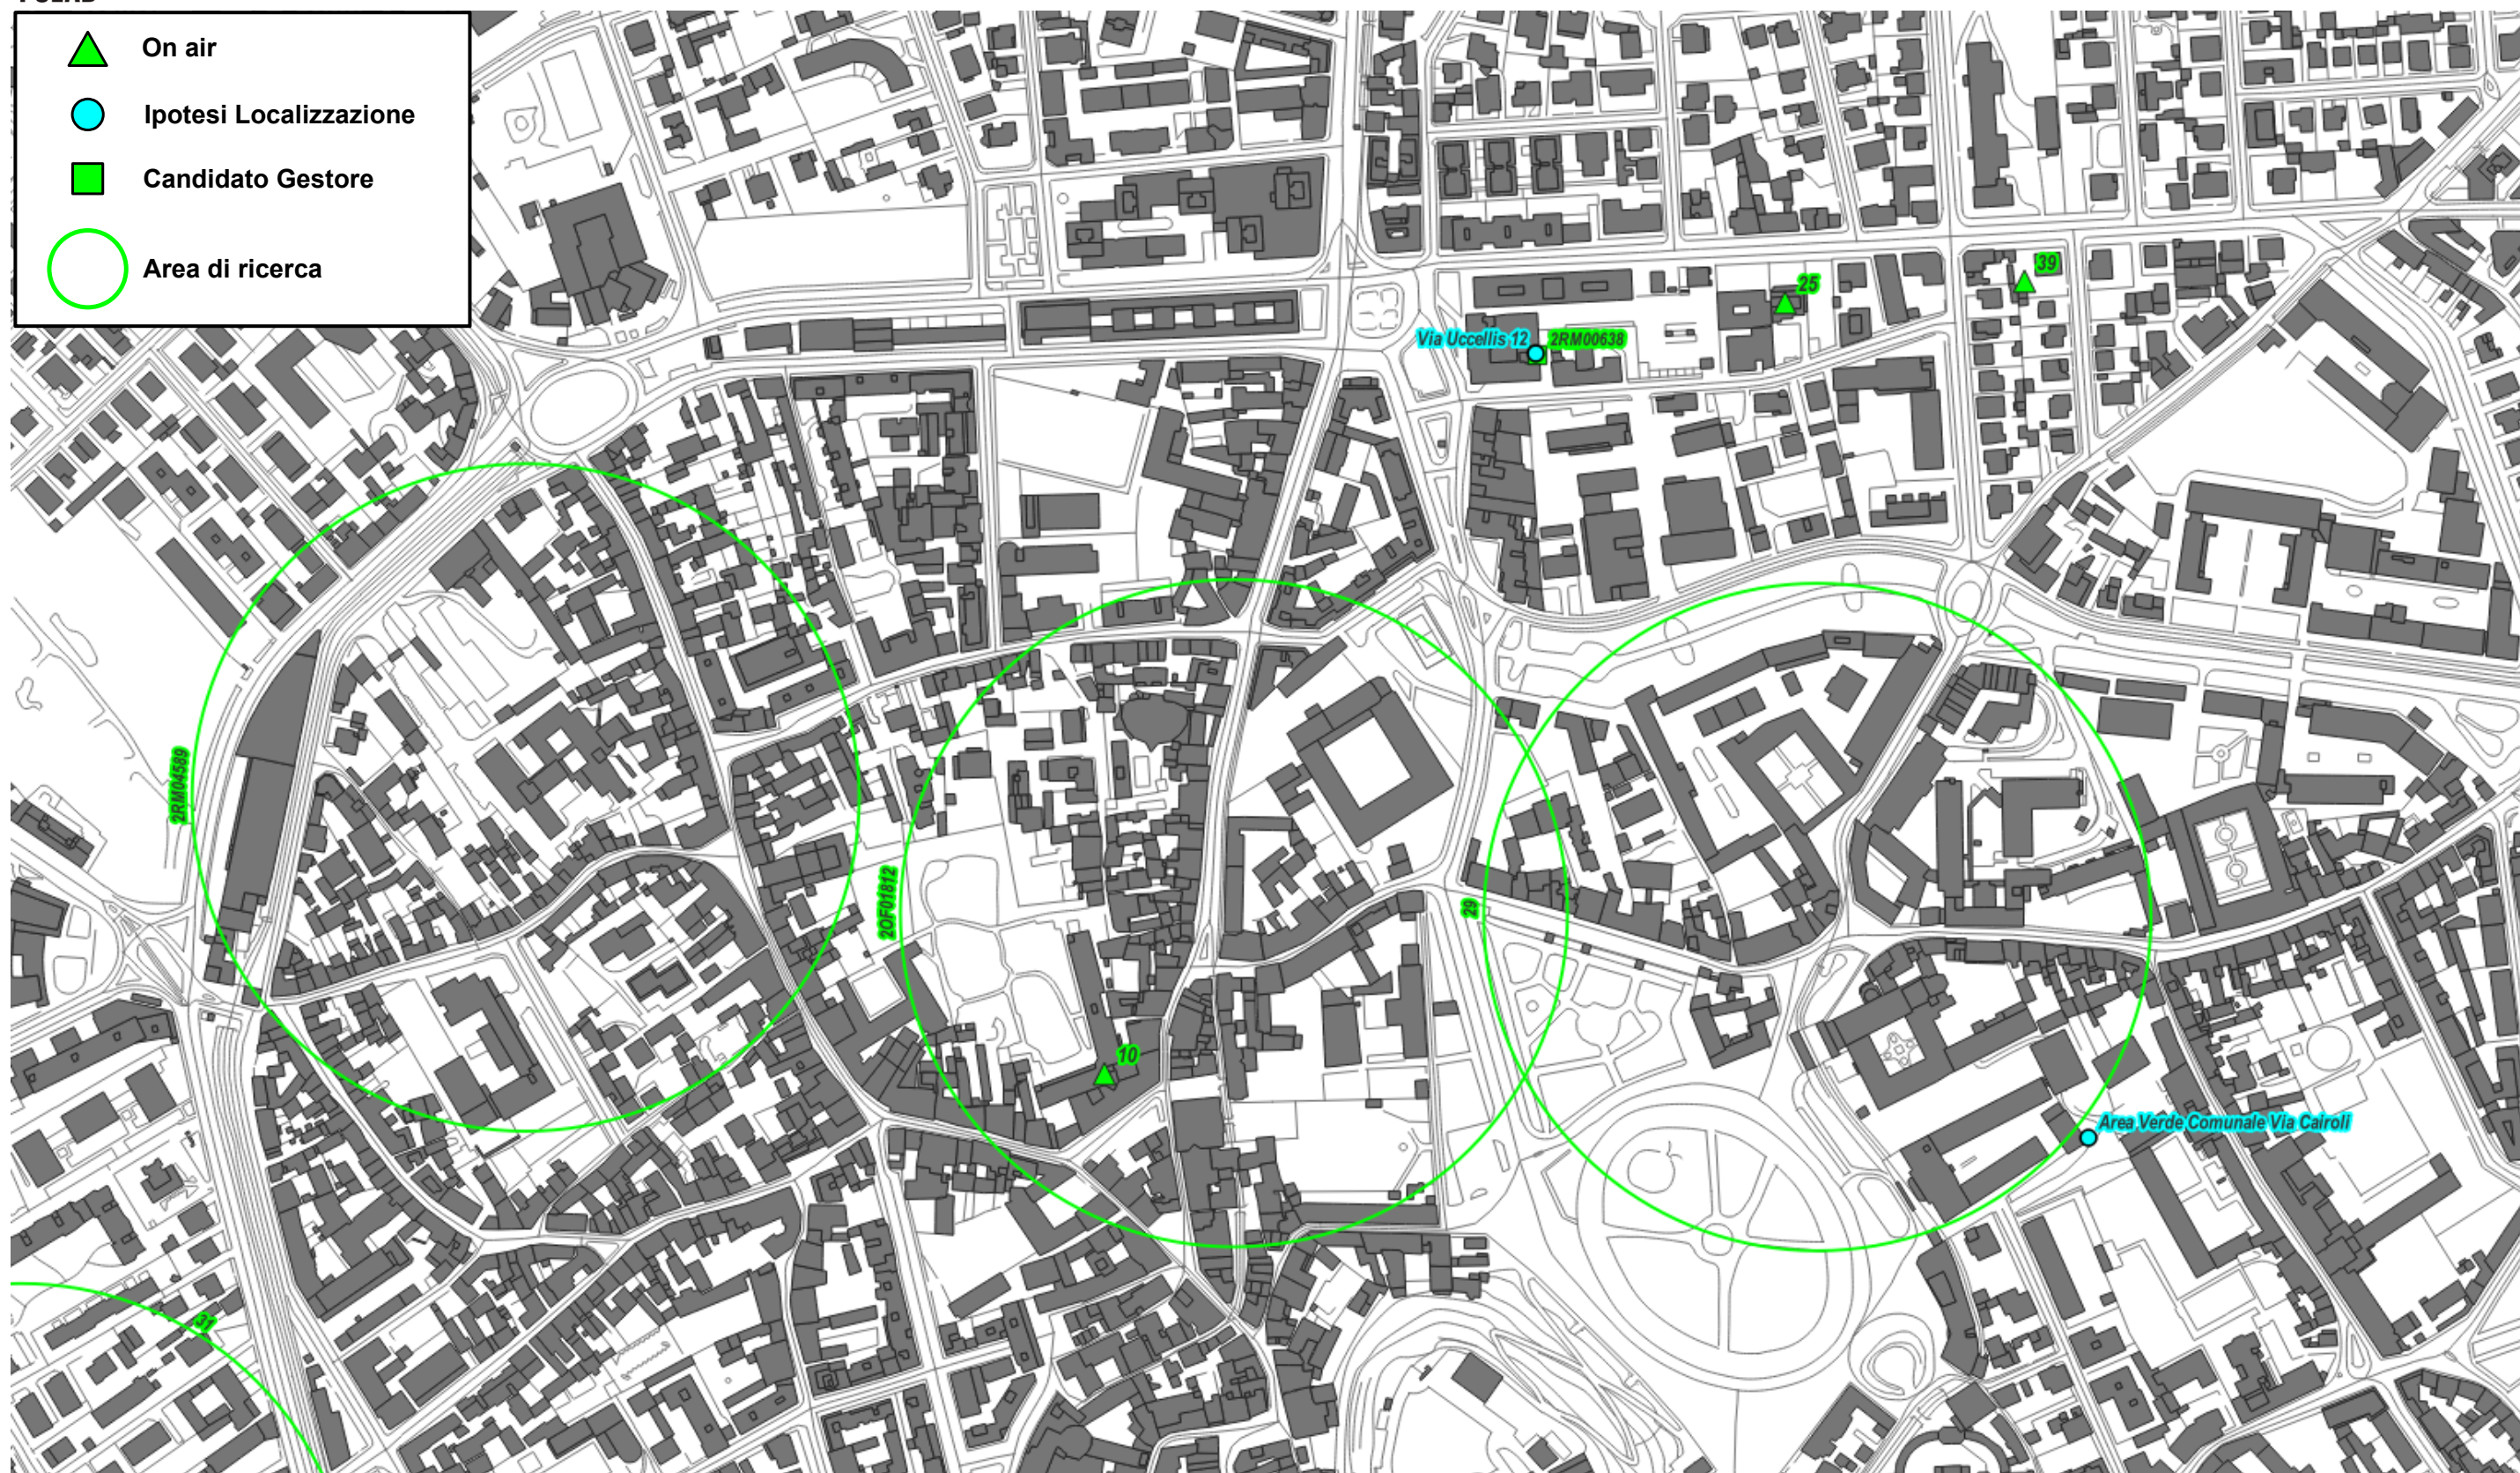 On air
Ipotesi Localizzazione
Candidato Gestore
Area di ricerca
39
25
Via Uccellis 12
2RM00638
2RM04589
2OF01812
29
10
Area Verde Comunale Via Cairoli
31